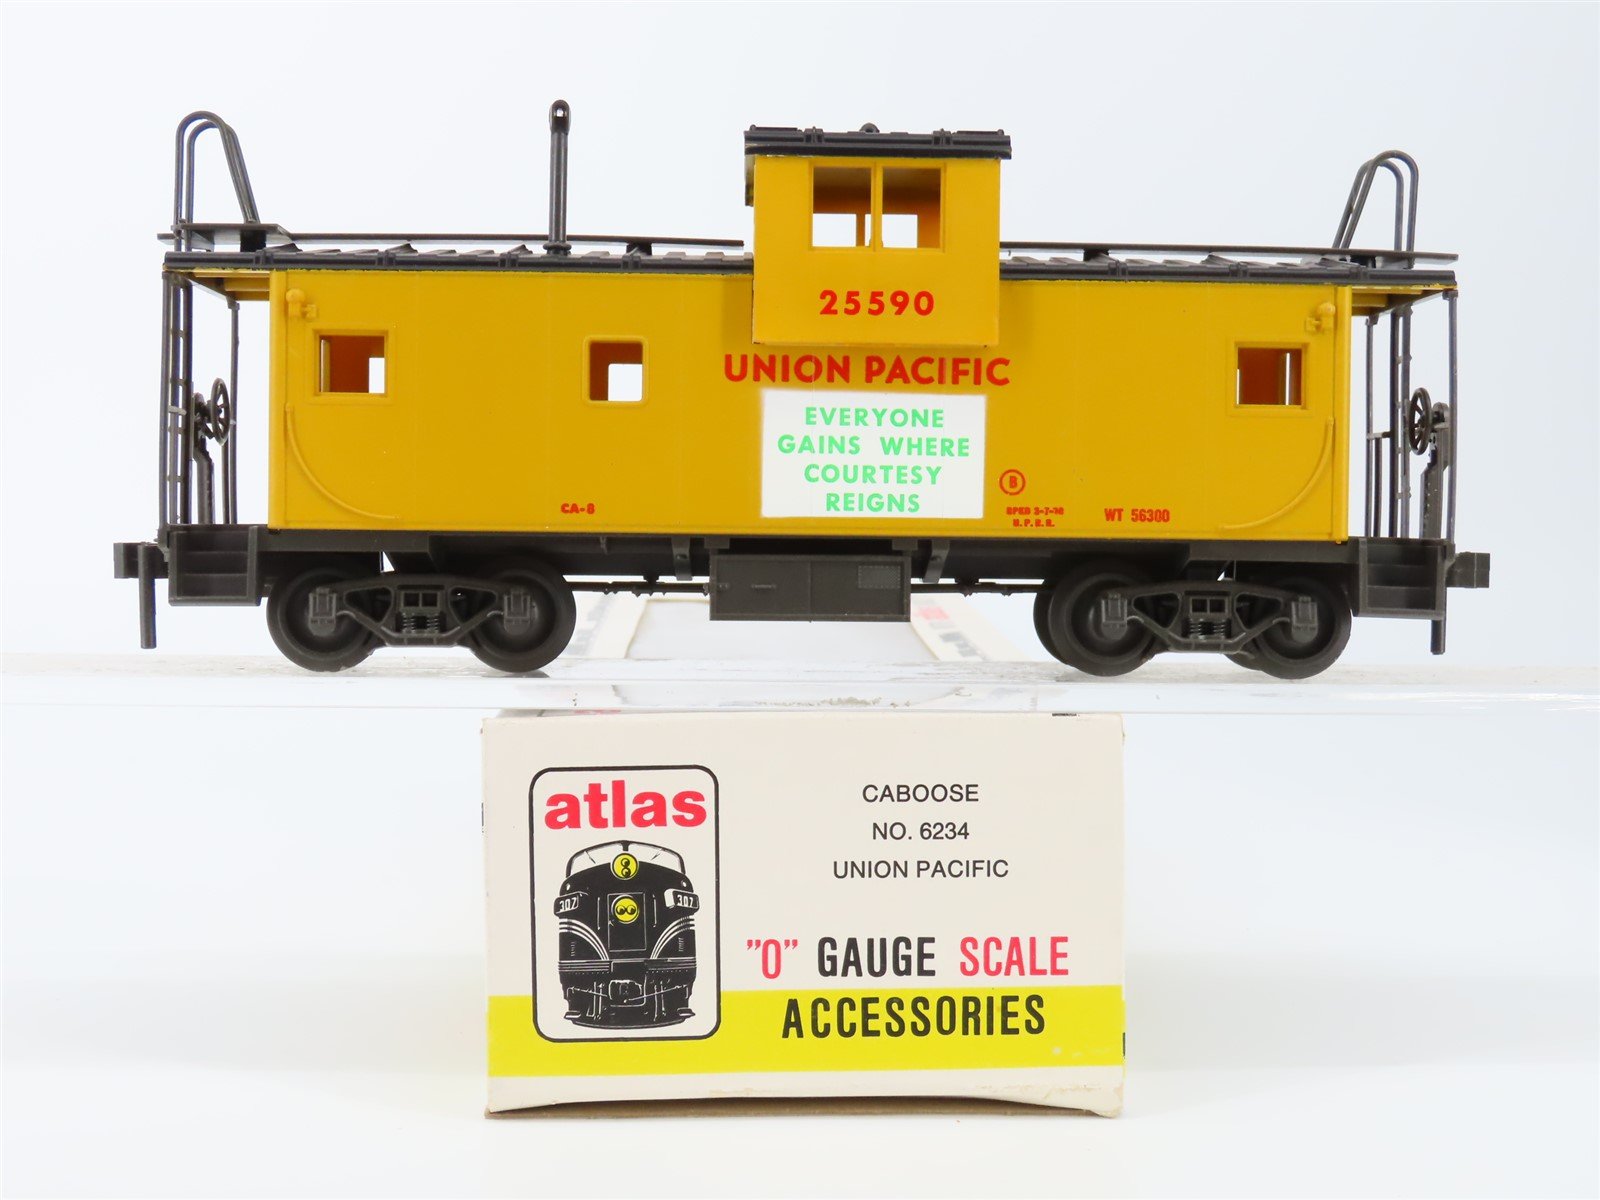 25590
UNION PACIFIC
EVERYONE
GAINS WHERE
COURTESY
REIGNS
B
CA-8
WT 56300
U.P.R.R.
atlas
307
307
CABOOSE
NO. 6234
UNION PACIFIC
"O" GAUGE SCALE
ACCESSORIES